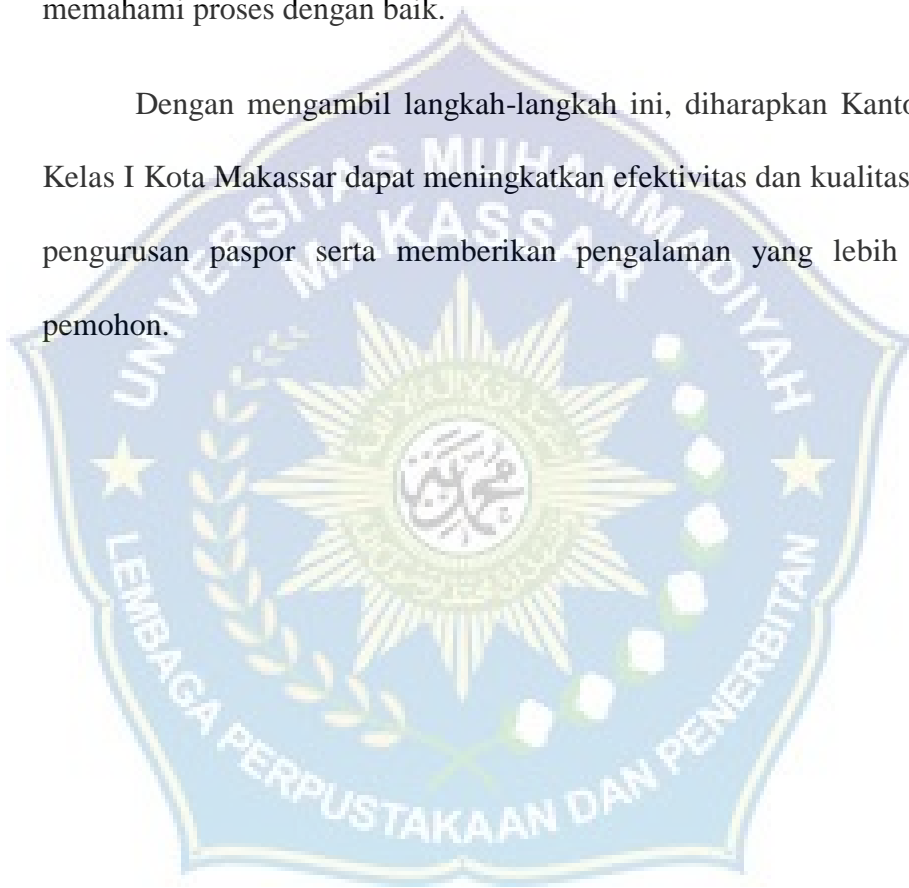 memahami proses dengan baik.
Dengan mengambil langkah-langkah ini, diharapkan Kanto
Kelas I Kota Makassar dapat meningkatkan efektivitas dan kualitas
pengurusan paspor serta memberikan pengalaman yang lebih
pemohon.
UNIVERSITAS MUHAMMADIYAH
MAKASSAR
LEMBAGA PERPUSTAKAAN DAN PENERBITAN